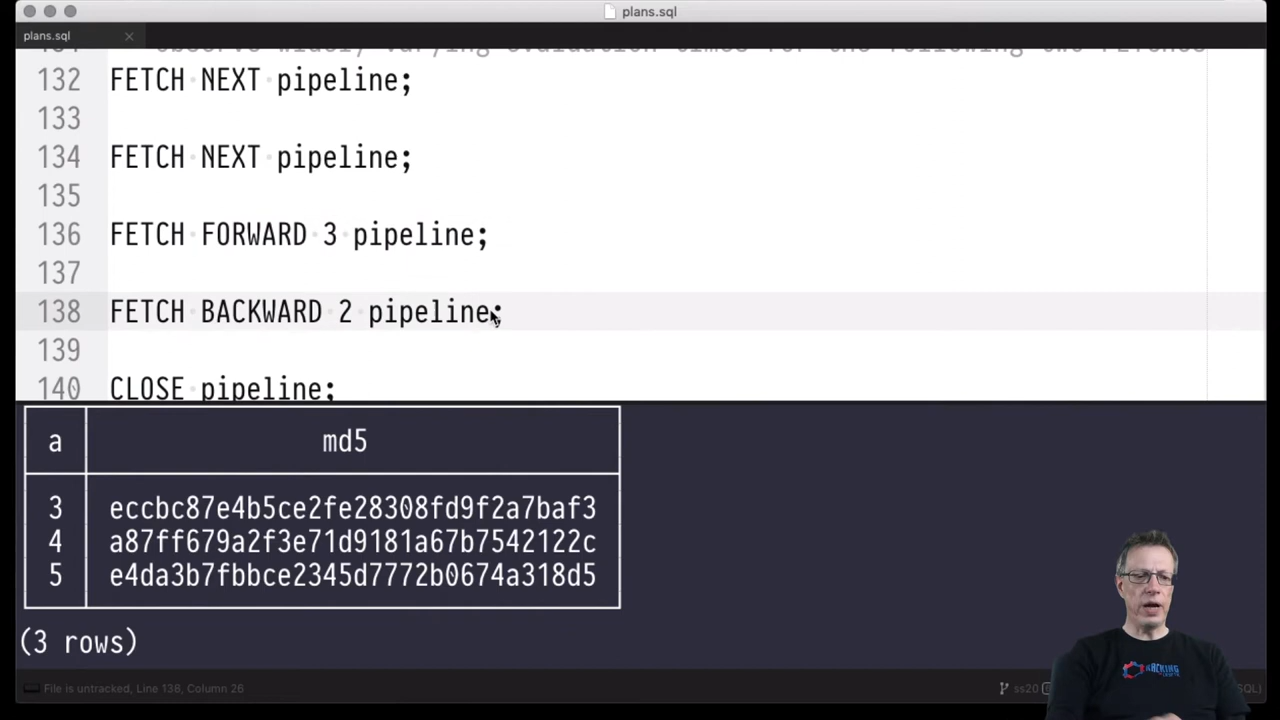 plans.sql
plans.sql
132 FETCH NEXT pipeline;
133
134 FETCH NEXT pipeline;
135
136 FETCH FORWARD 3 pipeline;
137
138 FETCH BACKWARD 2 pipeline;
139
140 CLOSE pipeline;
a md5
3 eccbc87e4b5ce2fe28308fd9f2a7baf3
4 a87ff679a2f3e71d9181a67b7542122c
5 e4da3b7fbbce2345d7772b0674a318d5
(3 rows)
File is untracked, Line 138, Column 26
ss20